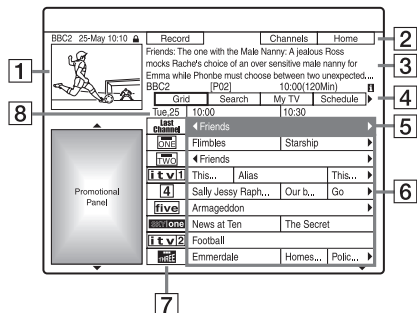 BBC2 25-May 10:10 Record Channels Home 2
Friends: The one with the Male Nanny: A jealous Ross
1 mocks Rache's choice of an over sensitive male nanny for 3
Emma while Phonbe must choose between two unexpected....
BBC2 [P02] 10:00(120Min) i
Grid Search My TV Schedule 4
8 Tue,25 10:00 10:30
Last Channel Friends 5
ONE Flimbles Starship
TWO Friends
itv1 This... Alias This...
4 Sally Jessy Raph... Our b... Go 6
Promotional Panel
five Armageddon
SKY one News at Ten The Secret
itv2 Football
THREE Emmerdale Homes... Polic...
7